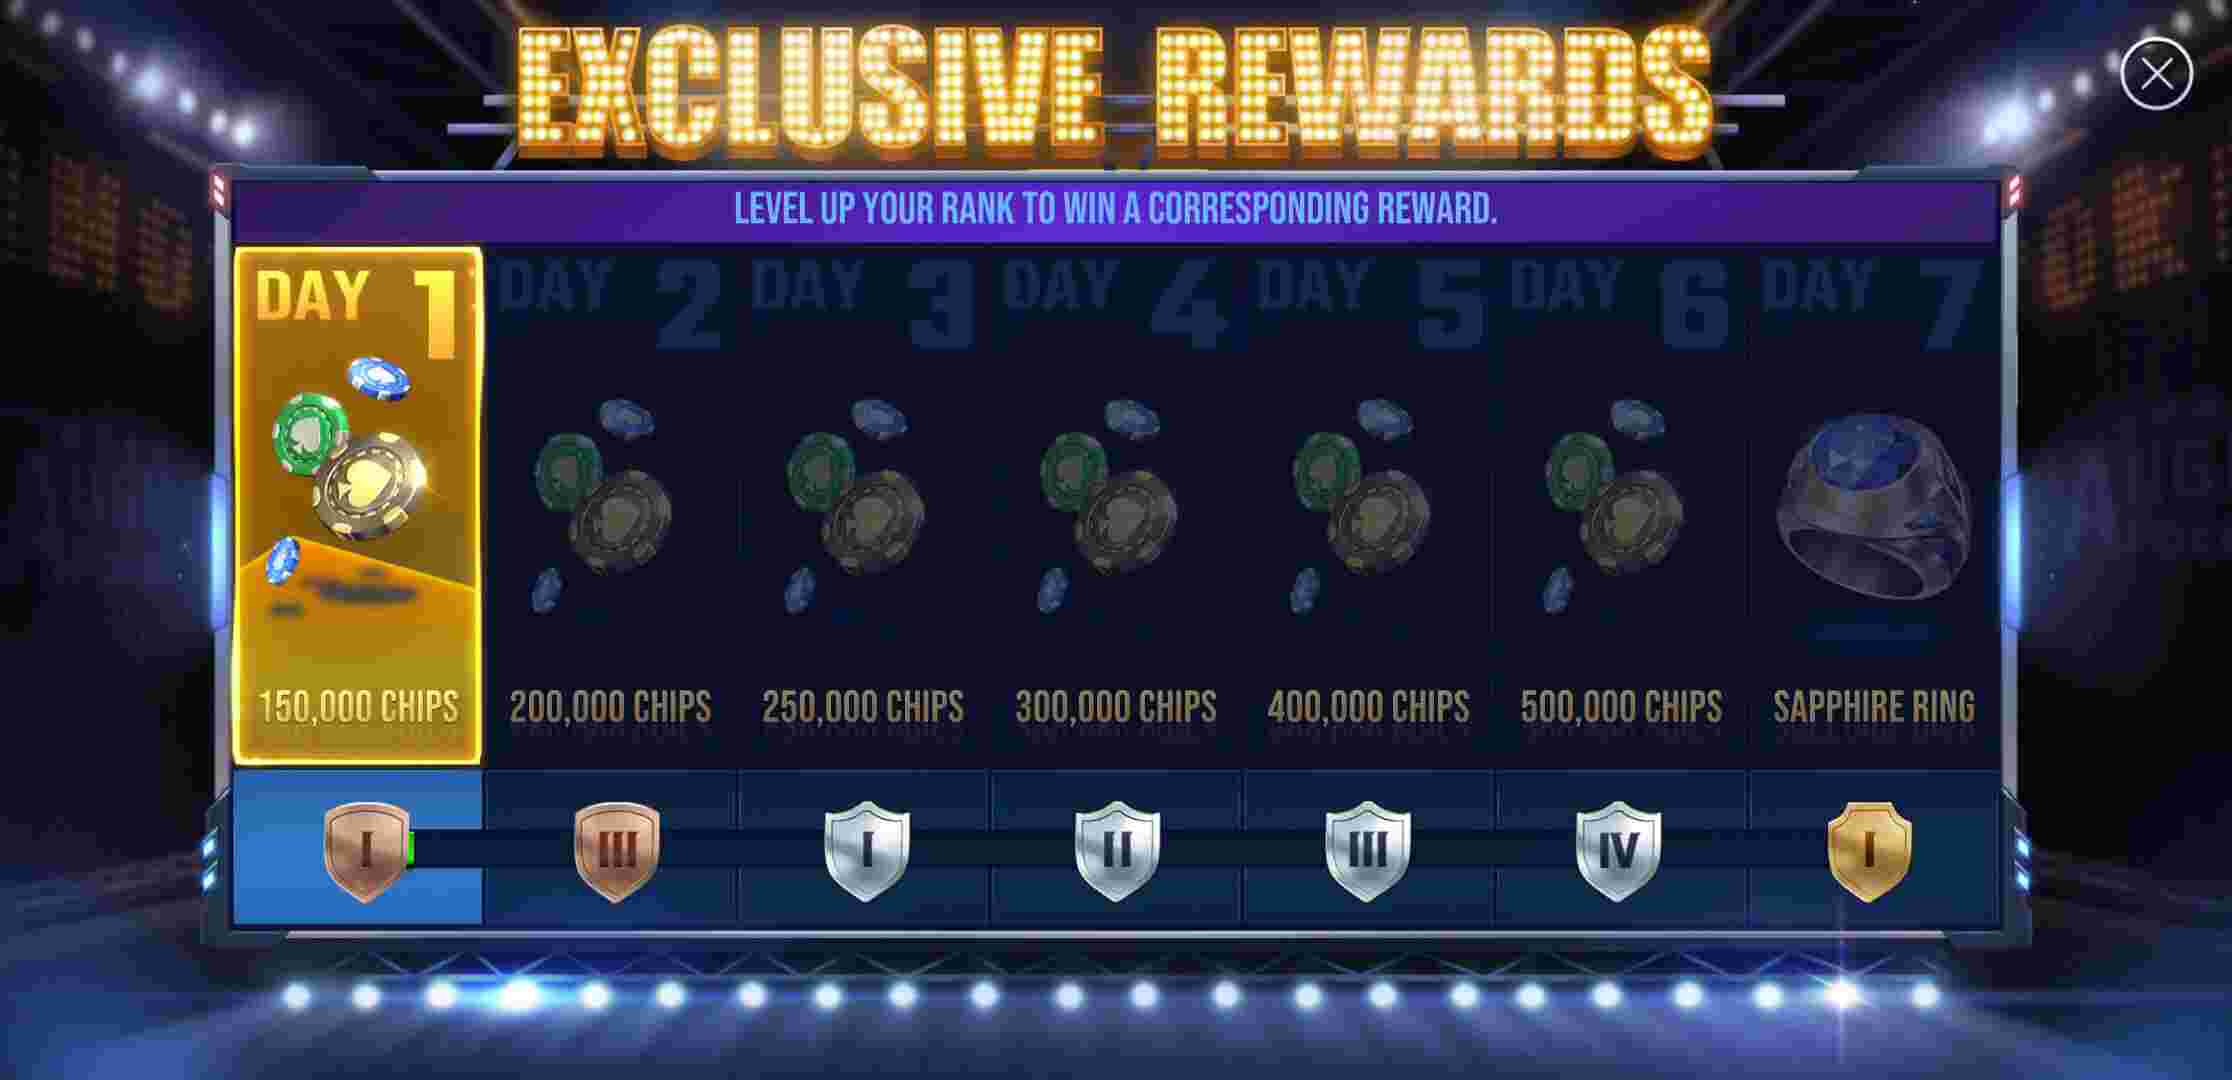 EXCLUSIVE REWARDS
LEVEL UP YOUR RANK TO WIN A CORRESPONDING REWARD.
DAY 1
DAY 2
DAY 3
DAY 4
DAY 5
DAY 6
DAY 7
150,000 CHIPS
200,000 CHIPS
250,000 CHIPS
300,000 CHIPS
400,000 CHIPS
500,000 CHIPS
SAPPHIRE RING
I
III
I
II
III
IV
I